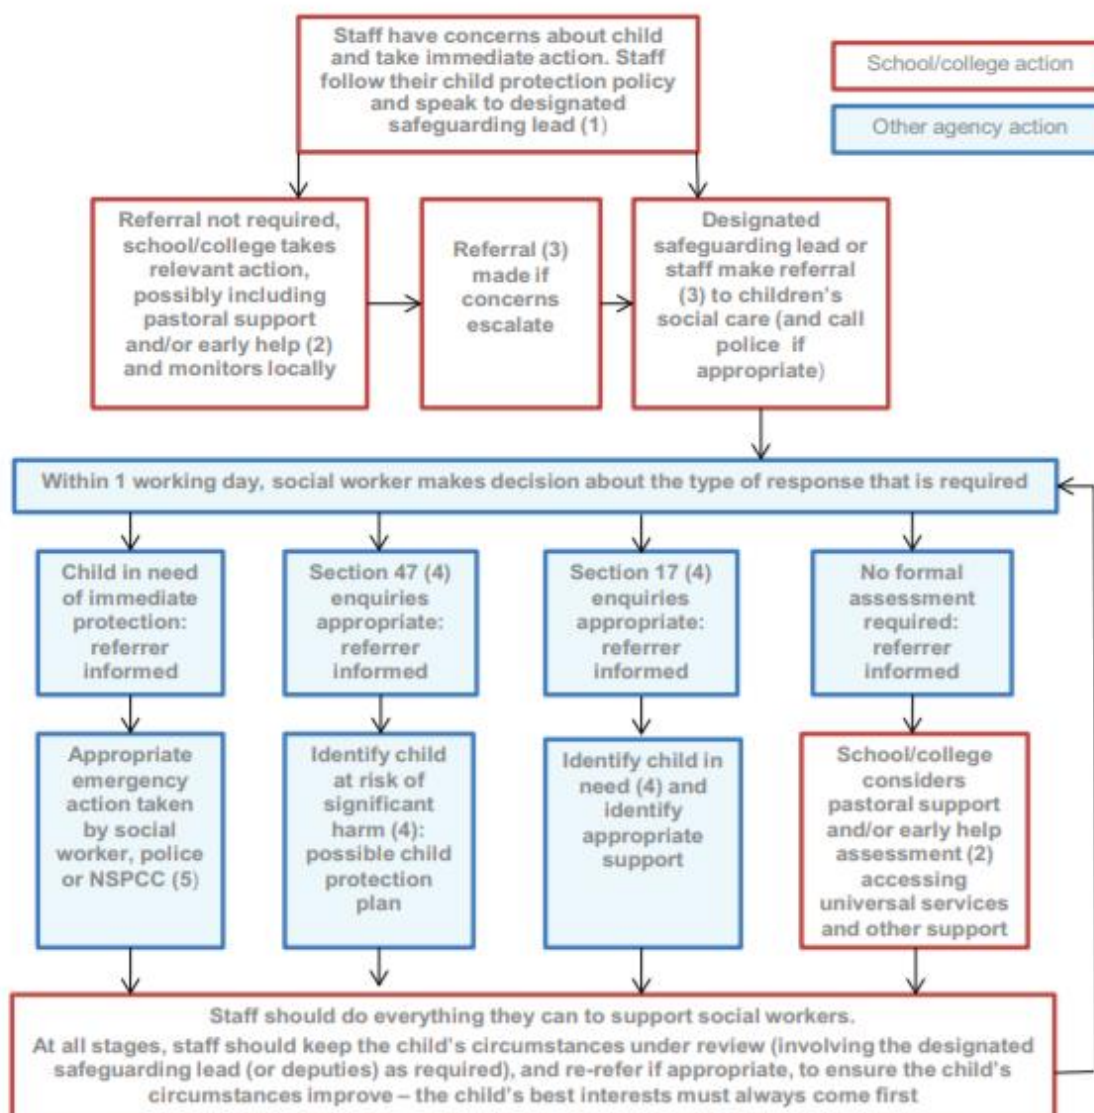 Staff have concerns about child
and take immediate action. Staff
follow their child protection policy
and speak to designated
safeguarding lead (1)
School/college action
Other agency action
Referral not required,
school/college takes
relevant action,
possibly including
pastoral support
and/or early help (2)
and monitors locally
Referral (3)
made if
concerns
escalate
Designated
safeguarding lead or
staff make referral
(3) to children's
social care (and call
police if
appropriate)
Within 1 working day, social worker makes decision about the type of response that is required
Child in need
of immediate
protection:
referrer
informed
Section 47 (4)
enquiries
appropriate:
referrer
informed
Section 17 (4)
enquiries
appropriate:
referrer
informed
No formal
assessment
required:
referrer
informed
Appropriate
emergency
action taken
by social
worker, police
or NSPCC (5)
Identify child
at risk of
significant
harm (4):
possible child
protection
plan
Identify child in
need (4) and
identify
appropriate
support
School/college
considers
pastoral support
and/or early help
assessment (2)
accessing
universal services
and other support
Staff should do everything they can to support social workers.
At all stages, staff should keep the child's circumstances under review (involving the designated
safeguarding lead (or deputies) as required), and re-refer if appropriate, to ensure the child's
circumstances improve – the child's best interests must always come first